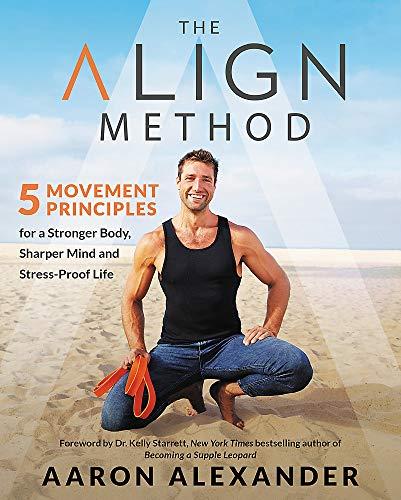 THE
ALIGN
METHOD
5 MOVEMENT
PRINCIPLES
for a Stronger Body,
Sharper Mind and
Stress-Proof Life
Foreword by Dr. Kelly Starrett, New York Times bestselling author of
Becoming a Supple Leopard
AARON ALEXANDER